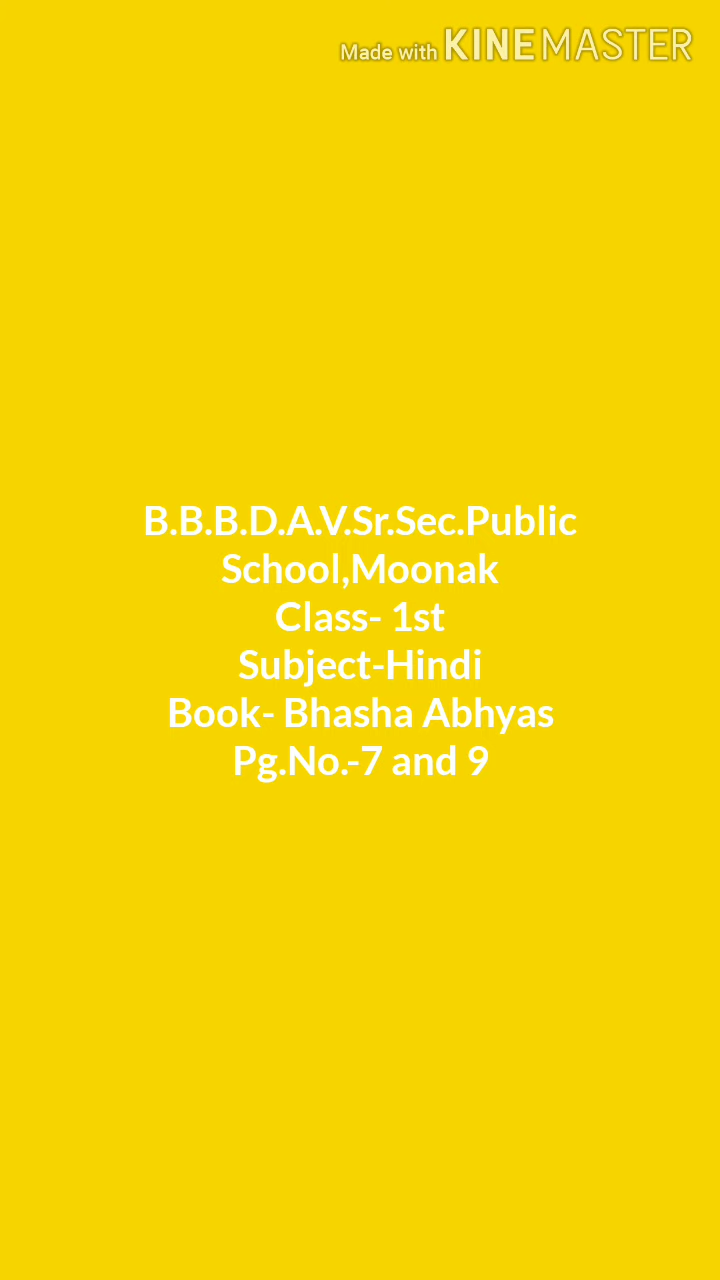 Made with KINEMASTER
B.B.B.D.A.V.Sr.Sec.Public
School,Moonak
Class- 1st
Subject-Hindi
Book- Bhasha Abhyas
Pg.No.-7 and 9